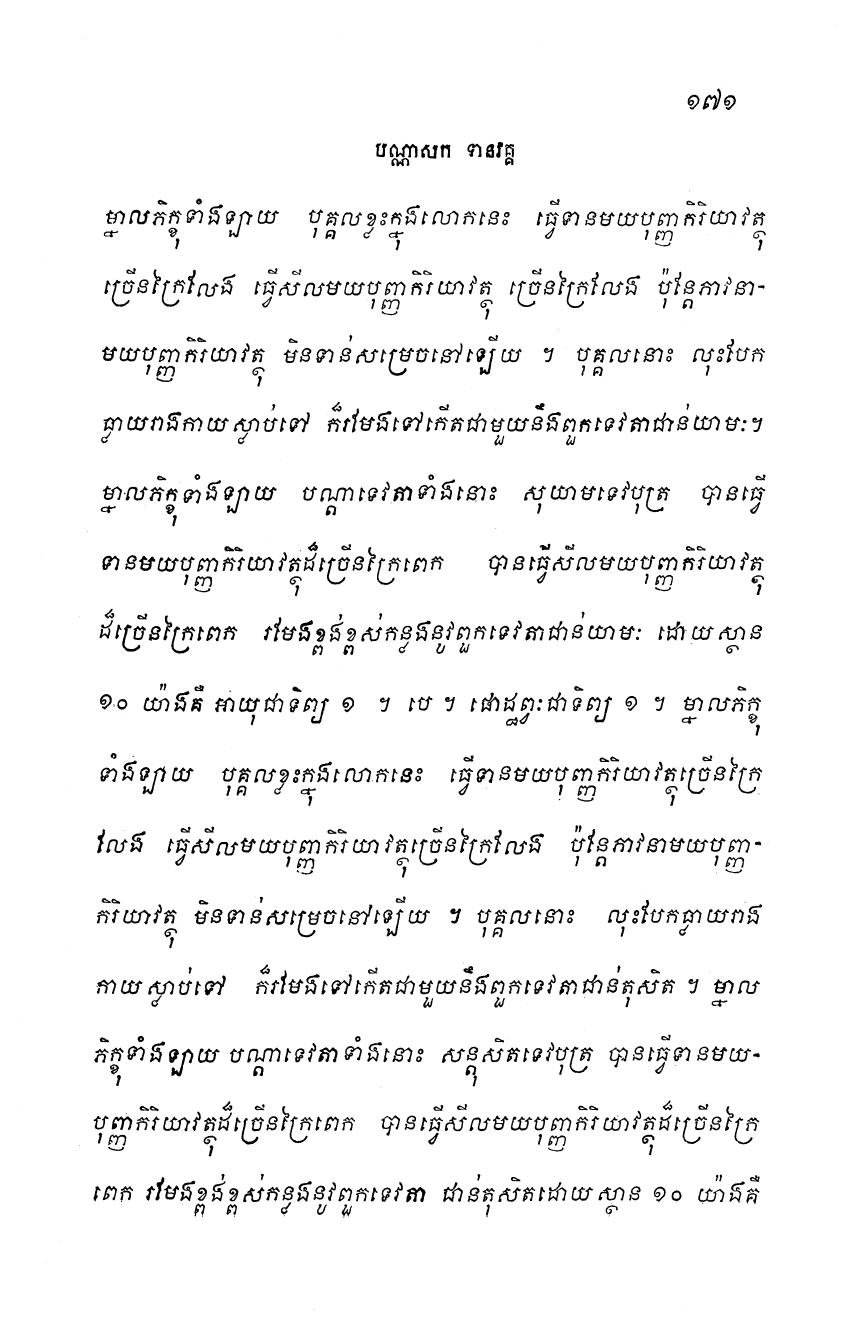 ១៧១
បណ្ណាសក ទានវគ្គ
ម្នាលភិក្ខុទាំងឡាយ បុគ្គលខ្លះក្នុងលោកនេះ ធ្វើទានមយបុញ្ញកិរិយាវត្ថុ
ច្រើនក្រៃលែង ធ្វើសីលមយបុញ្ញកិរិយាវត្ថុ ច្រើនក្រៃលែង ប៉ុន្តែភាវនា-
មយបុញ្ញកិរិយាវត្ថុ មិនទាន់សម្រេចនៅឡើយ ។ បុគ្គលនោះ លុះបែក
ធ្លាយរាងកាយស្លាប់ទៅ ក៏រមែងទៅកើតជាមួយនឹងពួកទេវតាជាន់យាមៈ។
ម្នាលភិក្ខុទាំងឡាយ បណ្តាទេវតាទាំងនោះ សុយាមទេវបុត្រ បានធ្វើ
ទានមយបុញ្ញកិរិយាវត្ថុដ៏ច្រើនក្រៃពេក បានធ្វើសីលមយបុញ្ញកិរិយាវត្ថុ
ដ៏ច្រើនក្រៃពេក រមែងខ្ពង់ខ្ពស់កន្លងនូវពួកទេវតាជាន់យាមៈ ដោយស្ថាន
១០ យ៉ាងគឺ អាយុជាទិព្យ ១ ។ បេ ។ ផោដ្ឋព្វៈជាទិព្យ ១ ។ ម្នាលភិក្ខុ
ទាំងឡាយ បុគ្គលខ្លះក្នុងលោកនេះ ធ្វើទានមយបុញ្ញកិរិយាវត្ថុច្រើនក្រៃ
លែង ធ្វើសីលមយបុញ្ញកិរិយាវត្ថុច្រើនក្រៃលែង ប៉ុន្តែភាវនាមយបុញ្ញ-
កិរិយាវត្ថុ មិនទាន់សម្រេចនៅឡើយ ។ បុគ្គលនោះ លុះបែកធ្លាយរាង
កាយស្លាប់ទៅ ក៏រមែងទៅកើតជាមួយនឹងពួកទេវតាជាន់តុសិត ។ ម្នាល
ភិក្ខុទាំងឡាយ បណ្តាទេវតាទាំងនោះ សន្តុសិតទេវបុត្រ បានធ្វើទានមយ-
បុញ្ញកិរិយាវត្ថុដ៏ច្រើនក្រៃពេក បានធ្វើសីលមយបុញ្ញកិរិយាវត្ថុដ៏ច្រើនក្រៃ
ពេក រមែងខ្ពង់ខ្ពស់កន្លងនូវពួកទេវតា ជាន់តុសិតដោយស្ថាន ១០ យ៉ាងគឺ